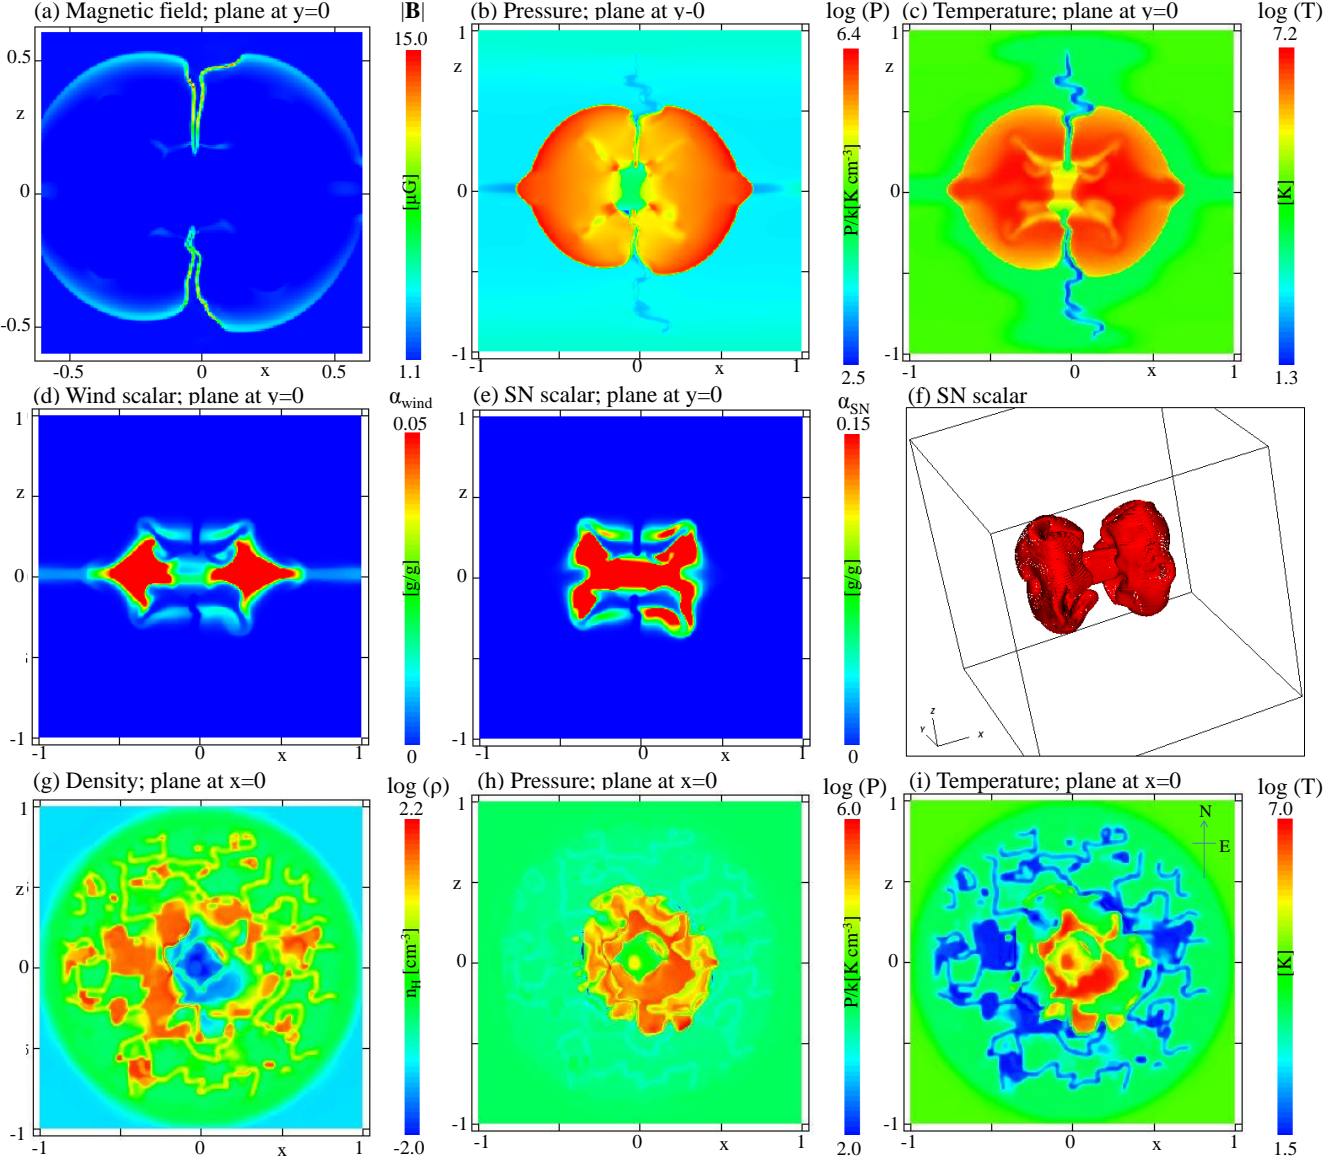 (a) Magnetic field; plane at y=0
|B|
15.0
[μG]
1.1
0.5
z
0
-0.5
-0.5
0
x
0.5
(b) Pressure; plane at y-0
log (P)
6.4
P/k[K cm-3]
2.5
1
z
0
-1
-1
0
x
1
(c) Temperature; plane at y=0
log (T)
7.2
[K]
1.3
1
z
0
-1
-1
0
x
1
(d) Wind scalar; plane at y=0
αwind
0.05
[g/g]
0
1
z
0
-1
-1
0
x
1
(e) SN scalar; plane at y=0
αSN
0.15
[g/g]
0
1
z
0
-1
-1
0
x
1
(f) SN scalar
z
Y
x
(g) Density; plane at x=0
log (ρ)
2.2
nH [cm-3]
-2.0
1
z
0
-1
-1
0
x
1
(h) Pressure; plane at x=0
log (P)
6.0
P/k[K cm-3]
2.0
1
z
0
-1
-1
0
x
1
(i) Temperature; plane at x=0
log (T)
7.0
[K]
1.5
N
E
1
z
0
-1
-1
0
x
1